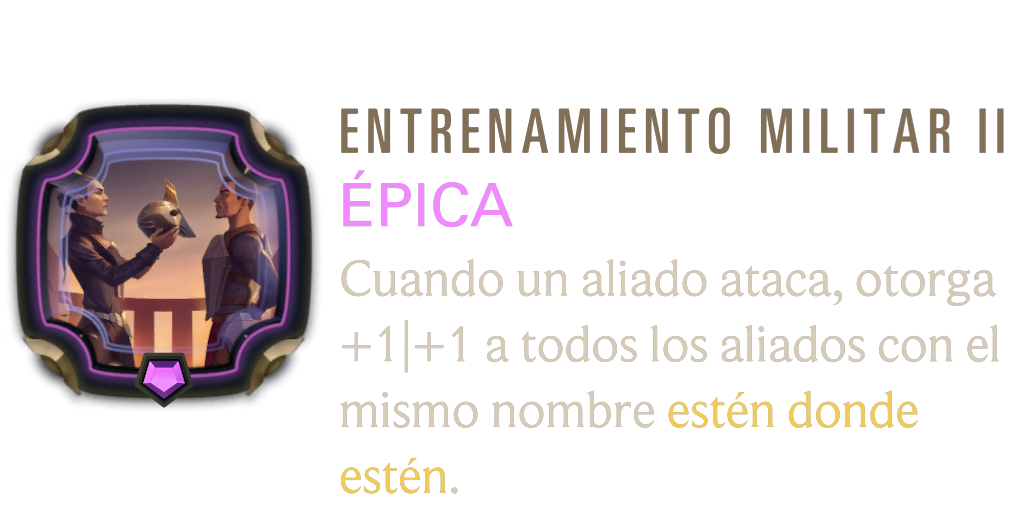 ENTRENAMIENTO MILITAR II
ÉPICA
Cuando un aliado ataca, otorga
+1|+1 a todos los aliados con el
mismo nombre estén donde
estén.